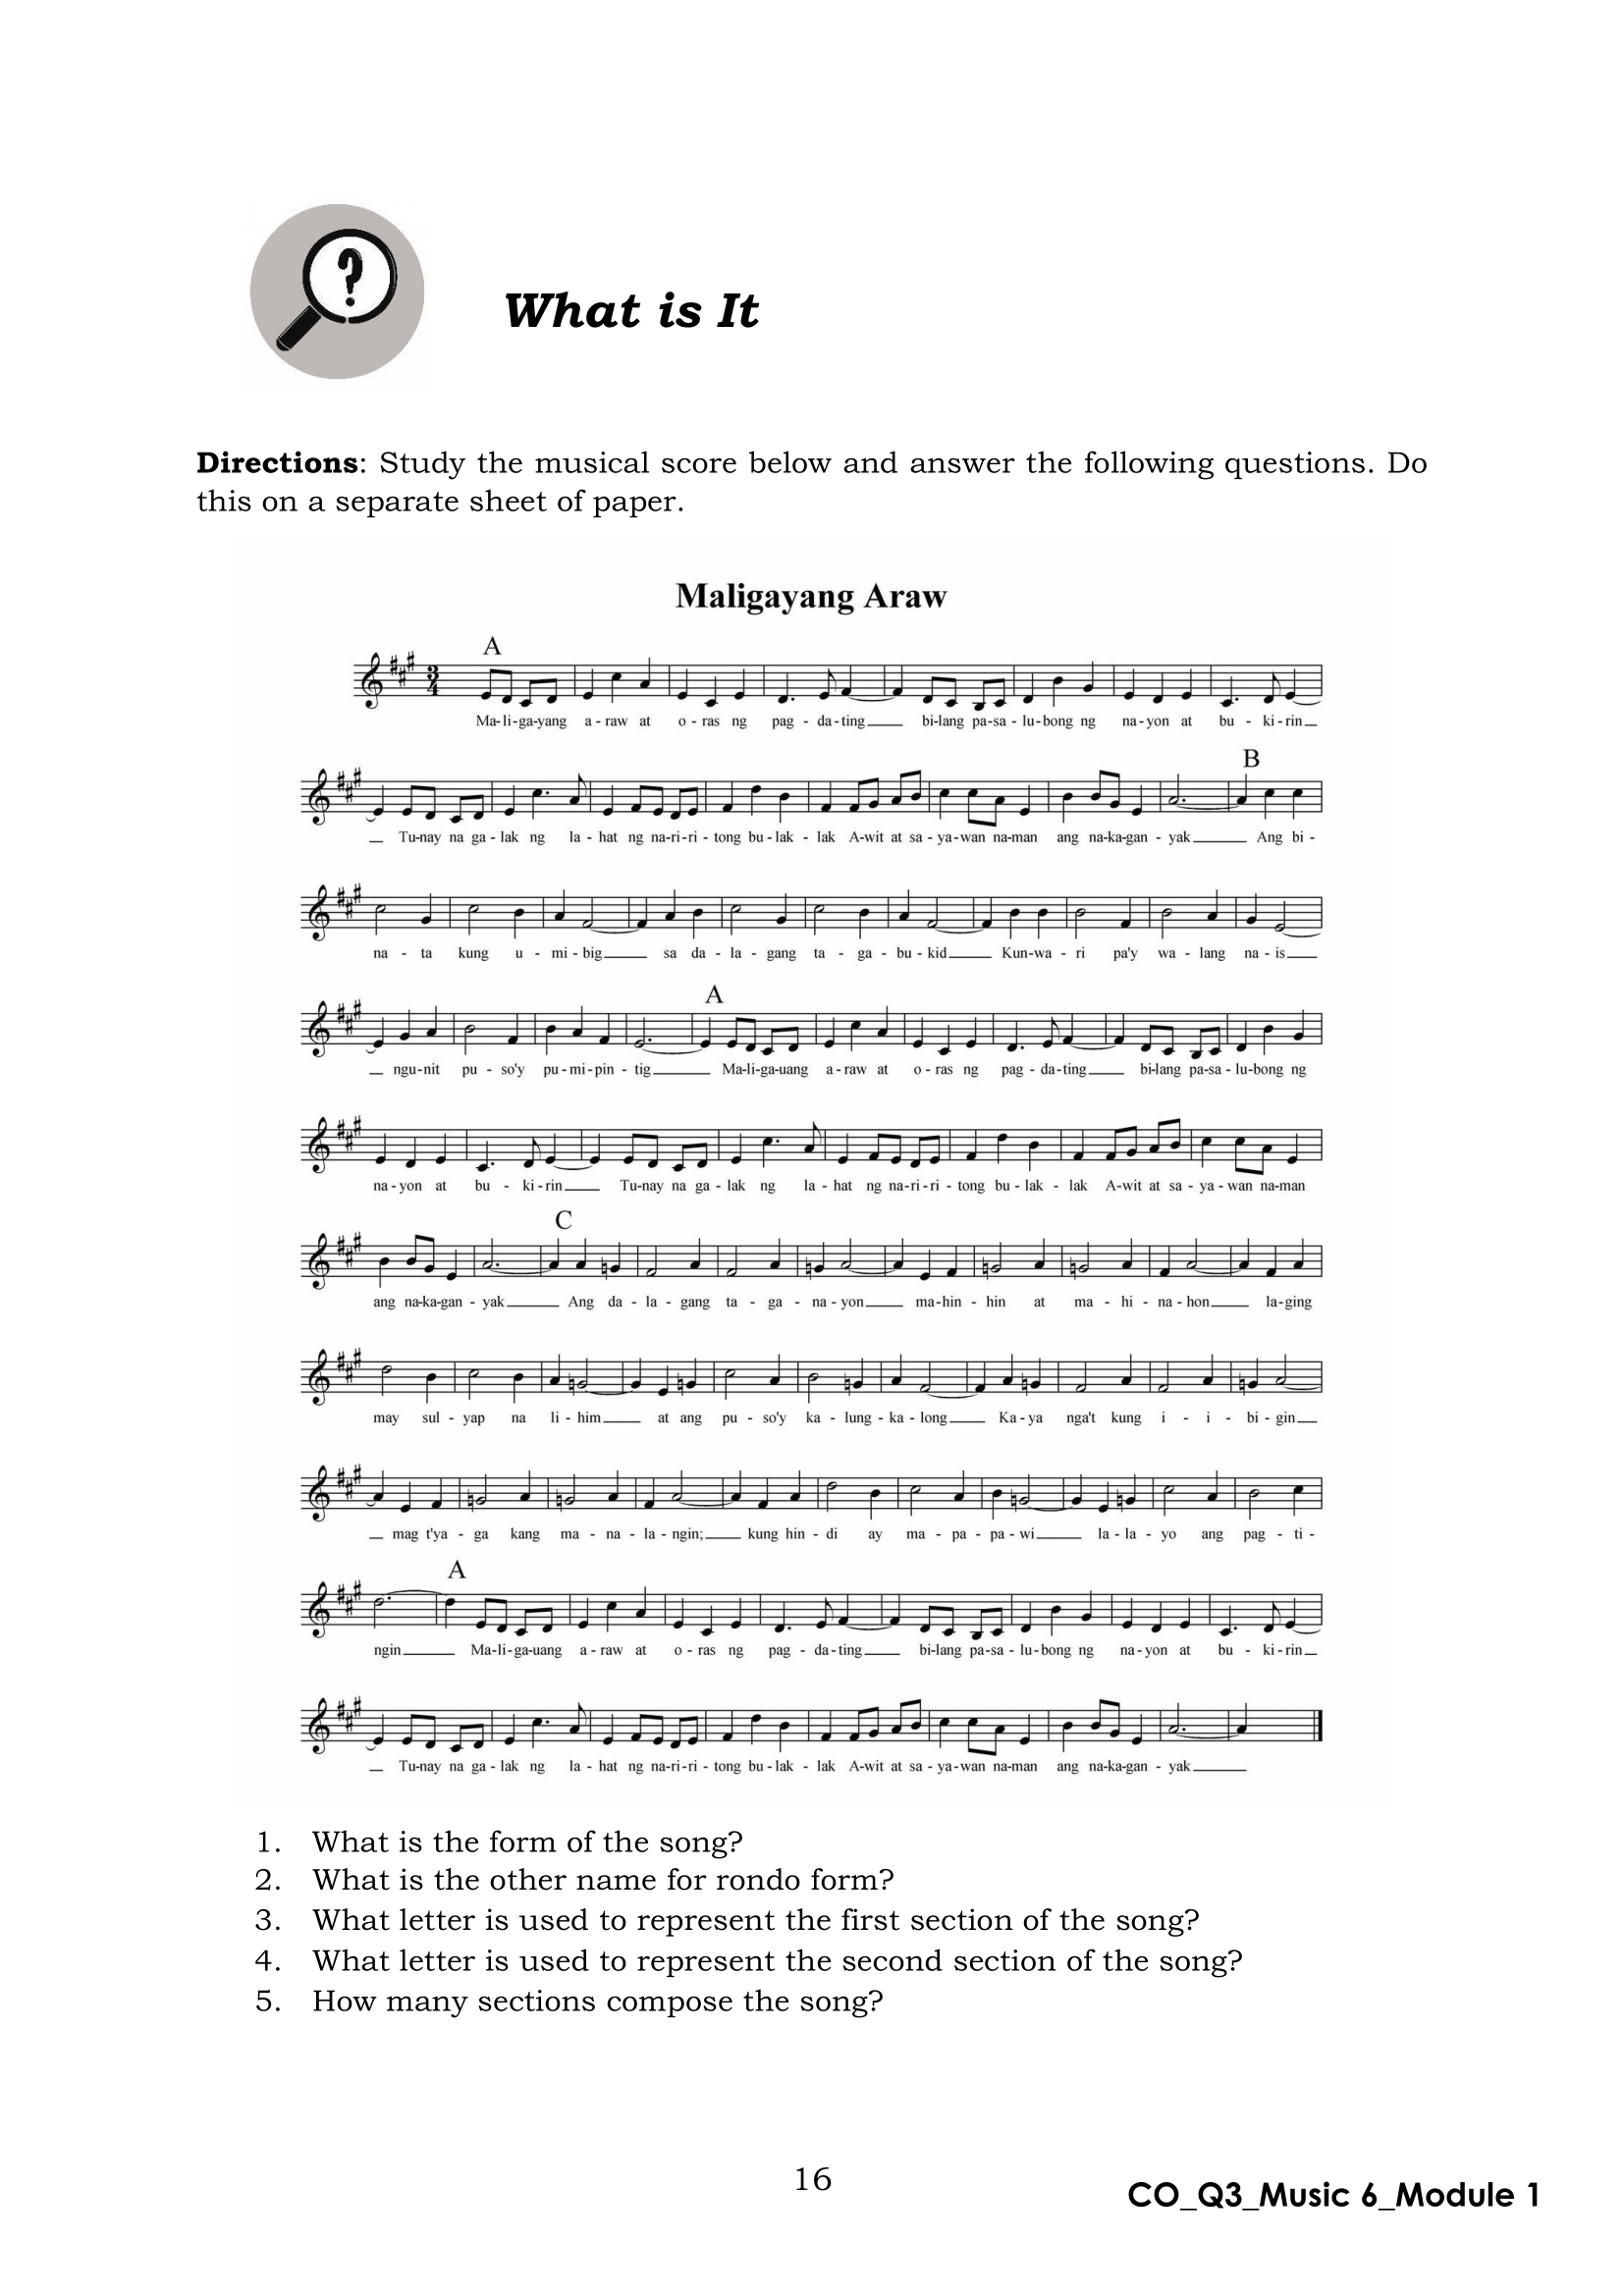 ?
What is It
Directions: Study the musical score below and answer the following questions. Do
this on a separate sheet of paper.
Maligayang Araw
A
3
4
Ma-li-ga-yang a-raw at o-ras ng pag-da-ting bi-lang pa-sa-lu-bong ng na-yon at bu-ki-rin
B
Tu-nay na ga-lak ng la-hat ng na-ri-ri-tong bu-lak-lak A-wit at sa-ya-wan na-man ang na-ka-gan-yak Ang bi-
na-ta kung u-mi-big sa da-la-gang ta-ga-bu-kid Kun-wa-ri pa'y wa-lang na-is
A
ngu-nit pu-so'y pu-mi-pin-tig Ma-li-ga-uang a-raw at o-ras ng pag-da-ting bi-lang pa-sa-lu-bong ng
na-yon at bu-ki-rin Tu-nay na ga-lak ng la-hat ng na-ri-ri-tong bu-lak-lak A-wit at sa-ya-wan na-man
C
ang na-ka-gan-yak Ang da-la-gang ta-ga-na-yon ma-hin-hin at ma-hi-na-hon la-ging
may sul-yap na li-him at ang pu-so'y ka-lung-ka-long Ka-ya nga't kung i-i-bi-gin
mag t'ya-ga kang ma-na-la-ngin; kung hin-di ay ma-pa-pa-wi la-la-yo ang pag-ti-
A
ngin Ma-li-ga-uang a-raw at o-ras ng pag-da-ting bi-lang pa-sa-lu-bong ng na-yon at bu-ki-rin
Tu-nay na ga-lak ng la-hat ng na-ri-ri-tong bu-lak-lak A-wit at sa-ya-wan na-man ang na-ka-gan-yak
1. What is the form of the song?
2. What is the other name for rondo form?
3. What letter is used to represent the first section of the song?
4. What letter is used to represent the second section of the song?
5. How many sections compose the song?
16
CO_Q3_Music 6_Module 1